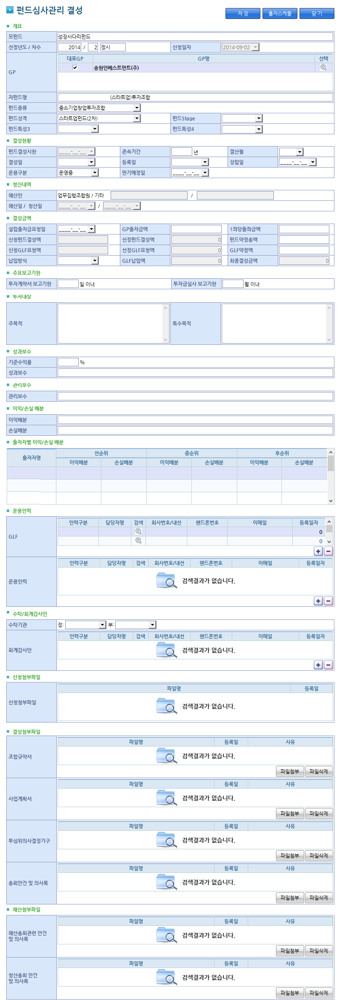 펀드심사관리 결성
저 장 출자스케줄 닫 기
개요
모펀드 성장사다리펀드
선정년도 / 차수 2014 / 2 정시 신청일자 2014-09-02
GP 대표GP GP명 선택
송현인베스트먼트(주)
자펀드명 (스타트업)투자조합
펀드종류 중소기업창업투자조합
펀드성격 스타트업펀드(2차) 펀드Stage
펀드특성3 펀드특성4
결성현황
펀드결성시한 ____-__-__ 존속기간 년 결산월
결성일 등록일 성립일 ____-__-__
운용구분 운영중 만기예정일 ____-__-__
청산내역
해산인 업무집행조합원 / 기타 /
해산일 / 청산일 ____-__-__ / ____-__-__
결성금액
설립출자금요청일 ____-__-__ GP출자금액 1좌당출좌금액
신청펀드결성액 선정펀드결성액 0 펀드약정총액
신청GLF요청액 선정GLF요청액 0 GLF약정액
납입방식 GLF납입액 0 최종결성금액 0
주요보고기한
투자계약서 보고기한 일 이내 투자금실사 보고기한 월 이내
투자대상
주목적 특수목적
성과보수
기준수익율 %
성과보수
관리보수
관리보수
이익/손실 배분
이익배분
손실배분
출자자별 이익/손실 배분
출자자명 선순위 중순위 후순위
이익배분 손실배분 이익배분 손실배분 이익배분 손실배분
운용인력
GLF 인력구분 담당자명 검색 회사번호/내선 핸드폰번호 이메일 등록일자
0
0
운용인력 인력구분 담당자명 검색 회사번호/내선 핸드폰번호 이메일 등록일자
검색결과가 없습니다.
수탁/회계감사인
수탁기관 정: 부:
회계감사인 인력구분 담당자명 검색 회사번호/내선 핸드폰번호 이메일 등록일자
검색결과가 없습니다.
신청첨부파일
신청첨부파일 파일명 등록일
검색결과가 없습니다.
결성첨부파일
조합규약서 파일명 등록일 사유
검색결과가 없습니다.
파일첨부 파일삭제
사업계획서 파일명 등록일 사유
검색결과가 없습니다.
파일첨부 파일삭제
투심위의사결정기구 파일명 등록일 사유
검색결과가 없습니다.
파일첨부 파일삭제
총회안건 및 의사록 파일명 등록일 사유
검색결과가 없습니다.
파일첨부 파일삭제
해산첨부파일
해산총회관련 안건
및 의사록 파일명 등록일 사유
검색결과가 없습니다.
파일첨부 파일삭제
청산총회 안건
및 의사록 파일명 등록일 사유
검색결과가 없습니다.
파일첨부 파일삭제